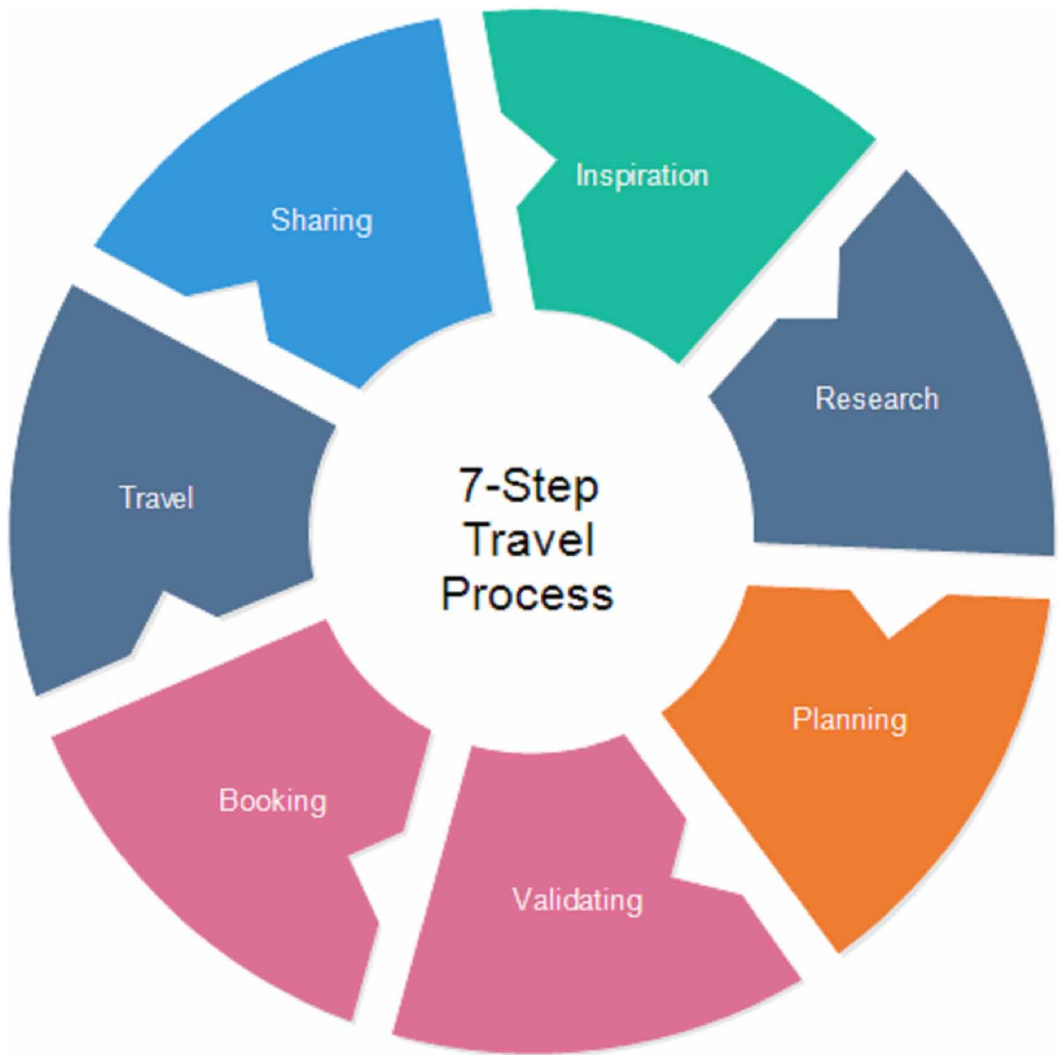 Inspiration
Research
Planning
Validating
Booking
Travel
Sharing
7-Step
Travel
Process